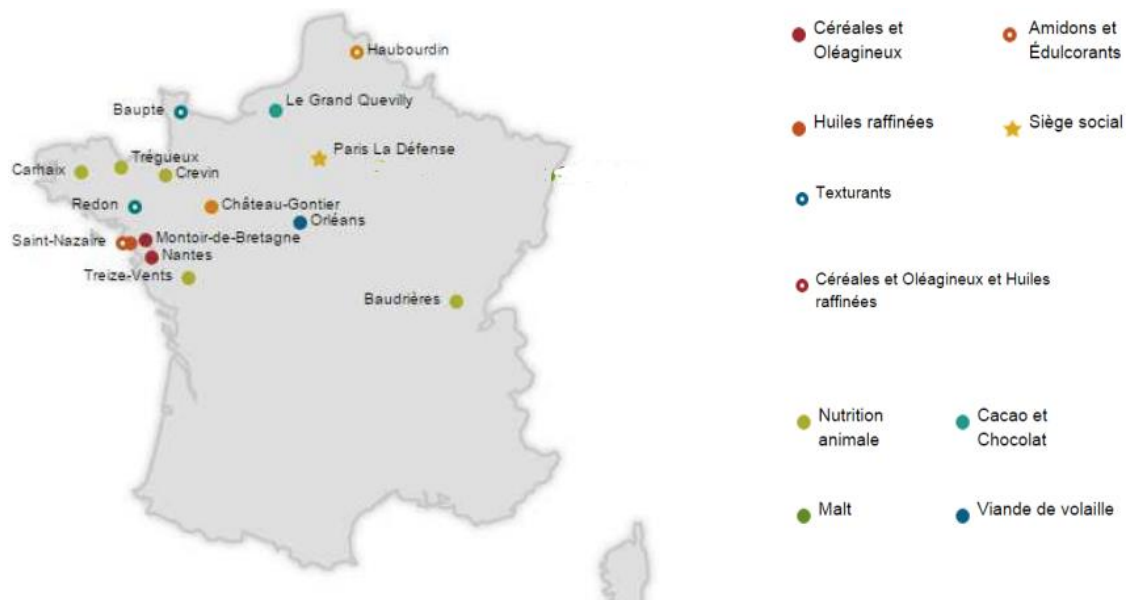 Haubourdin
Le Grand Quevilly
Baupte
Paris La Défense
Trégueux
Carhaix
Crevin
Redon
Château-Gontier
Orléans
Saint-Nazaire
Montoir-de-Bretagne
Nantes
Treize-Vents
Baudrières
Céréales et
Oléagineux
Amidons et
Édulcorants
Huiles raffinées
Siège social
Texturants
Céréales et Oléagineux et Huiles
raffinées
Nutrition
animale
Cacao et
Chocolat
Malt
Viande de volaille